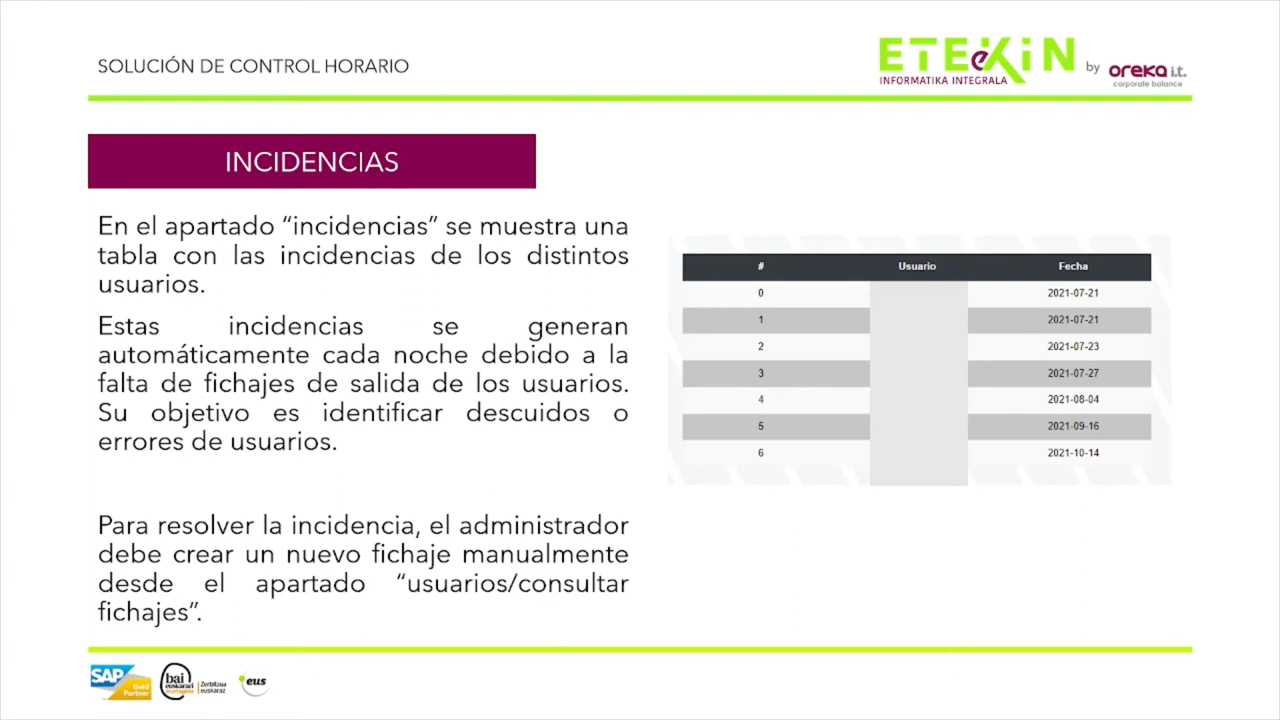 SOLUCIÓN DE CONTROL HORARIO
ETEKiN
e
INFORMATIKA INTEGRALA
by
oreka i.t.
corporate balance
INCIDENCIAS
En el apartado “incidencias” se muestra una
tabla con las incidencias de los distintos
usuarios.
Estas incidencias se generan
automáticamente cada noche debido a la
falta de fichajes de salida de los usuarios.
Su objetivo es identificar descuidos o
errores de usuarios.
Para resolver la incidencia, el administrador
debe crear un nuevo fichaje manualmente
desde el apartado “usuarios/consultar
fichajes”.
# Usuario Fecha
0 2021-07-21
1 2021-07-21
2 2021-07-23
3 2021-07-27
4 2021-08-04
5 2021-09-16
6 2021-10-14
SAP
Gold
Partner
bai
euskarari
ziurtagiria
Zerbitzua
euskaraz
.eus